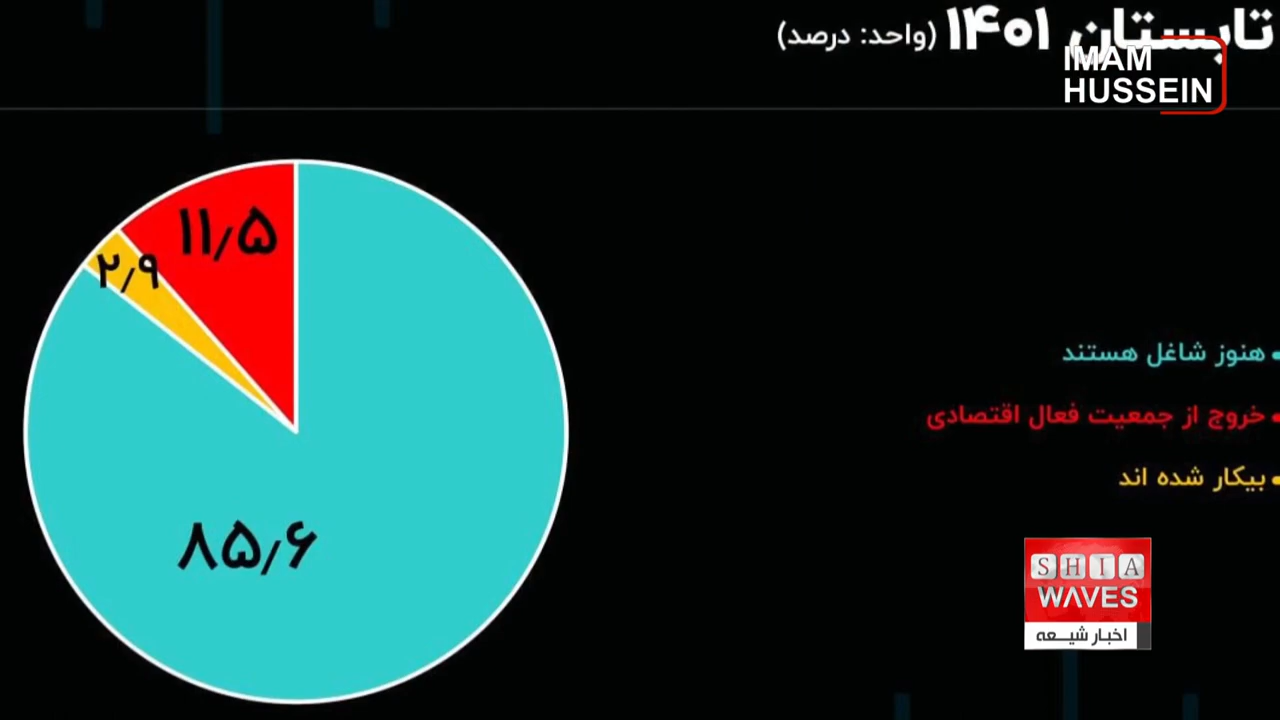 تابستان ۱۴۰۱ (واحد: درصد)
IMAM
HUSSEIN
۱۱٫۵
۲٫۹
۸۵٫۶
هنوز شاغل هستند
خروج از جمعیت فعال اقتصادی
بیکار شده اند
SHIA
WAVES
اخبار شیعه